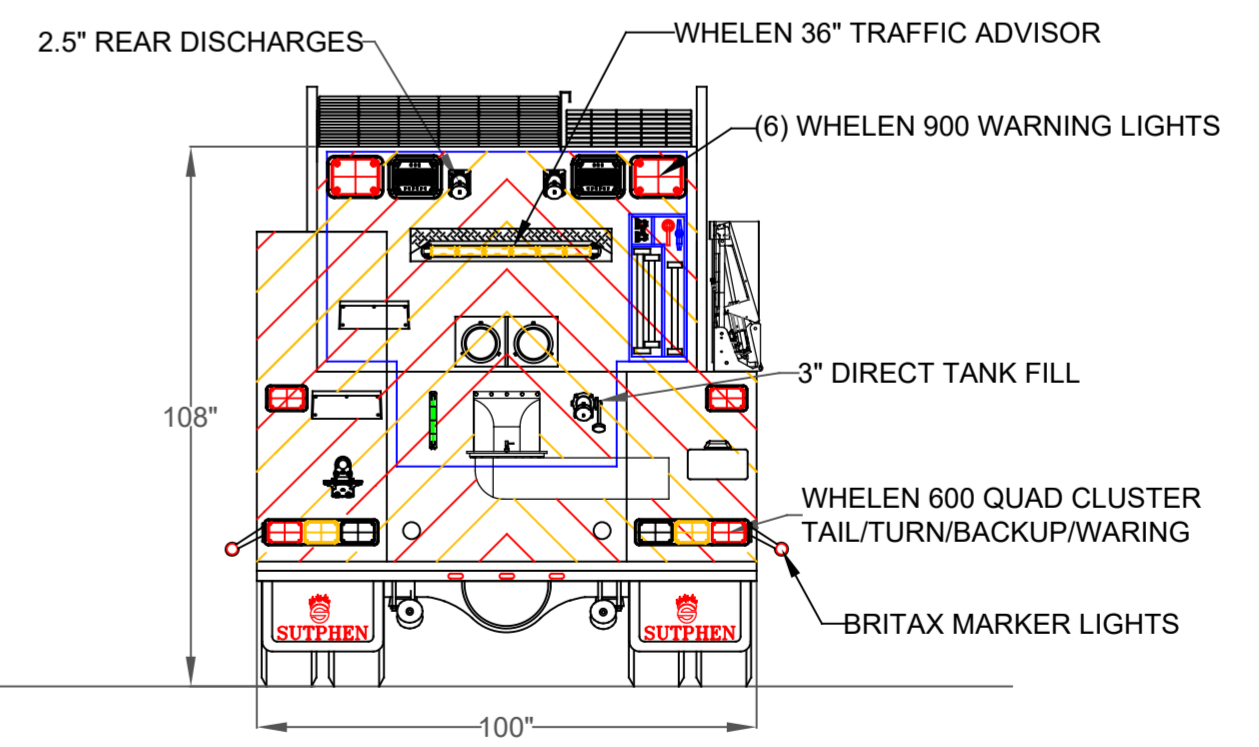 2.5" REAR DISCHARGES
WHELEN 36" TRAFFIC ADVISOR
(6) WHELEN 900 WARNING LIGHTS
3" DIRECT TANK FILL
108"
WHELEN 600 QUAD CLUSTER
TAIL/TURN/BACKUP/WARING
SUTPHEN
SUTPHEN
BRITAX MARKER LIGHTS
100"